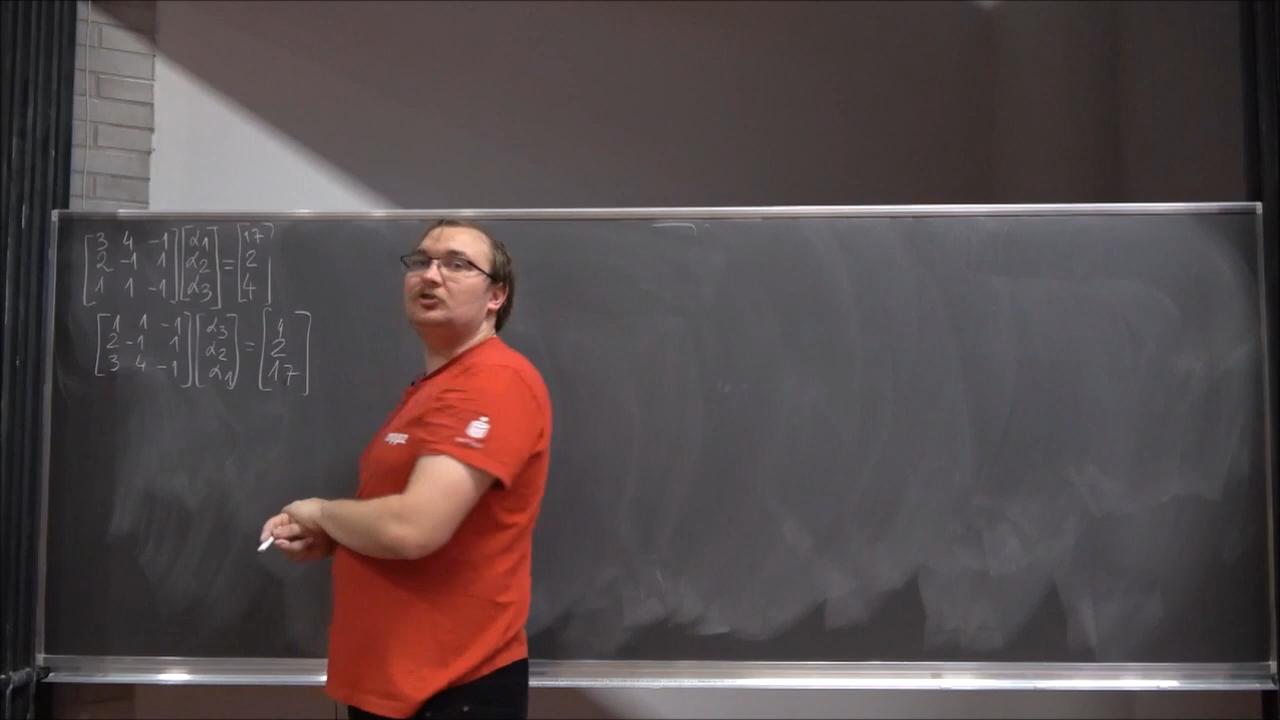 [3 4 -1] [α1] = [17]
[2 -1 1] [α2] = [2]
[1 1 -1] [α3] = [4]
[1 1 -1] [α3] = [4]
[2 -1 1] [α2] = [2]
[3 4 -1] [α1] = [17]